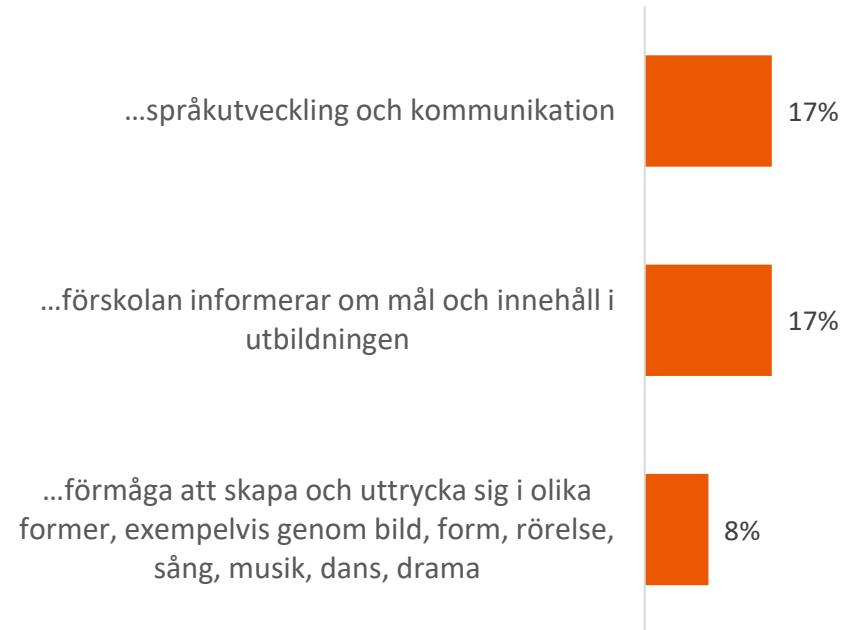 ...språkutveckling och kommunikation
17%
...förskolan informerar om mål och innehåll i
utbildningen
17%
...förmåga att skapa och uttrycka sig i olika
former, exempelvis genom bild, form, rörelse,
sång, musik, dans, drama
8%